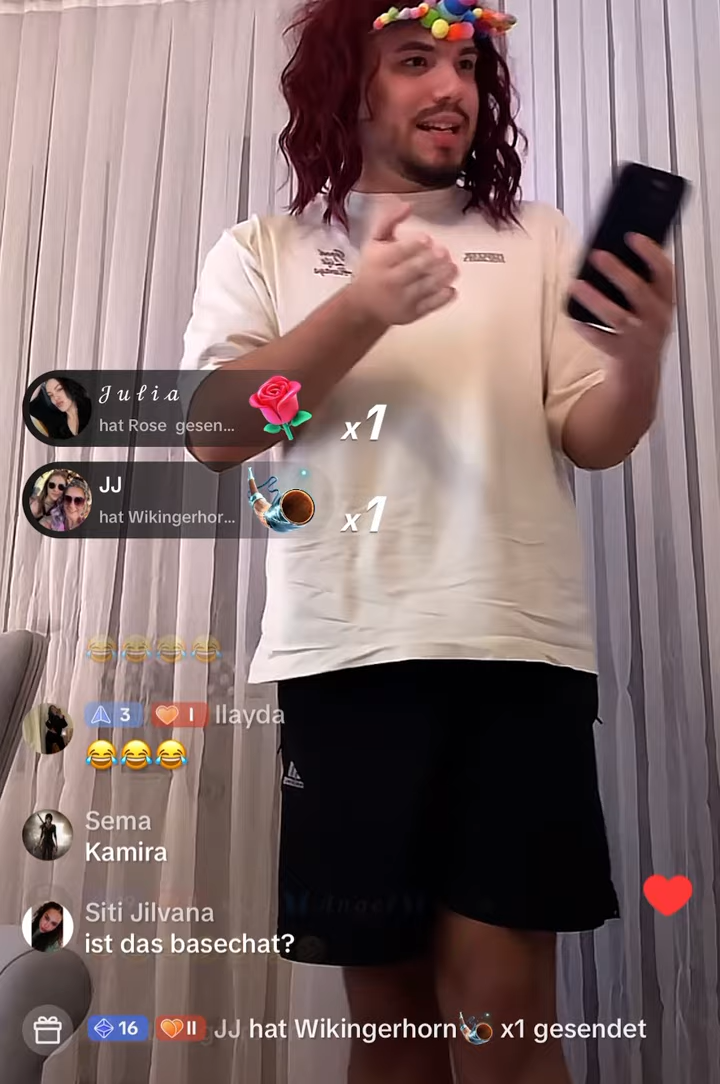 𝒥𝓊𝓁𝒾𝒶
hat Rose gesen...
x1
JJ
hat Wikingerhor...
x1
😂😂😂😂
3 I Ilayda
😂😂😂
Sema
Kamira
Siti Jilvana
ist das basechat?
16 II JJ hat Wikingerhorn x1 gesendet